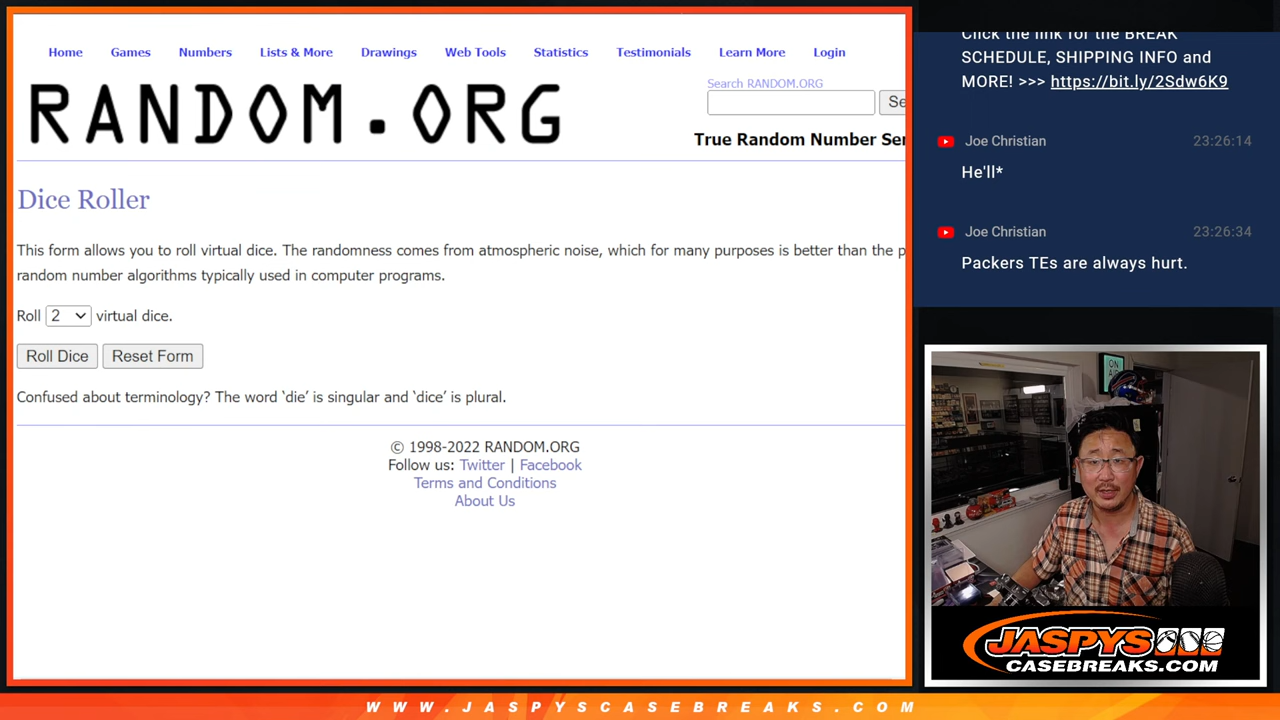 Home Games Numbers Lists & More Drawings Web Tools Statistics Testimonials Learn More Login
RANDOM.ORG
Search RANDOM.ORG
True Random Number
Dice Roller
This form allows you to roll virtual dice. The randomness comes from atmospheric noise, which for many purposes is better than the
random number algorithms typically used in computer programs.
Roll 2 virtual dice.
Roll Dice Reset Form
Confused about terminology? The word ‘die’ is singular and ‘dice’ is plural.
© 1998-2022 RANDOM.ORG
Follow us: Twitter | Facebook
Terms and Conditions
About Us
Click the link for the BREAK
SCHEDULE, SHIPPING INFO and
MORE! >>> https://bit.ly/2Sdw6K9
Joe Christian 23:26:14
He'll*
Joe Christian 23:26:34
Packers TEs are always hurt.
ON
JASPYS
CASEBREAKS.COM
WWW.JASPYSCASEBREAKS.COM